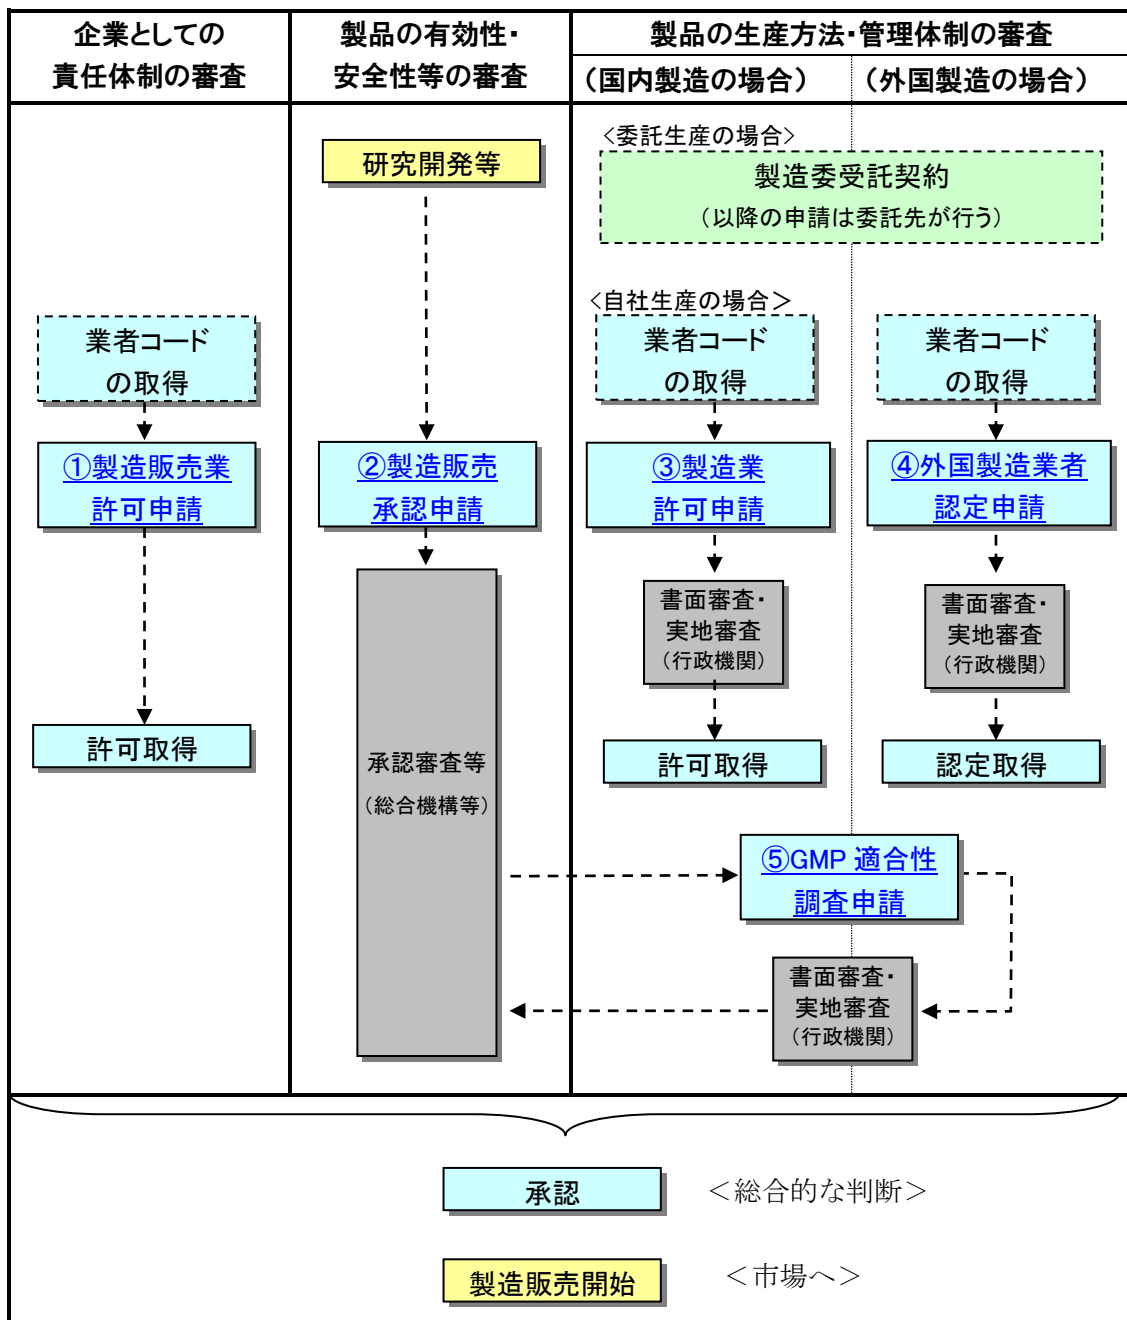 企業としての
責任体制の審査
製品の有効性・
安全性等の審査
製品の生産方法・管理体制の審査
（国内製造の場合）
（外国製造の場合）
<委託生産の場合>
製造委受託契約
（以降の申請は委託先が行う）
研究開発等
<自社生産の場合＞
業者コード
の取得
業者コード
の取得
業者コード
の取得
①製造販売業
許可申請
②製造販売
承認申請
③製造業
許可申請
④外国製造業者
認定申請
書面審査・
実地審査
（行政機関）
書面審査・
実地審査
（行政機関）
許可取得
承認審査等
（総合機構等）
許可取得
認定取得
⑤GMP 適合性
調査申請
書面審査・
実地審査
（行政機関）
承認
＜総合的な判断＞
製造販売開始
＜市場へ＞